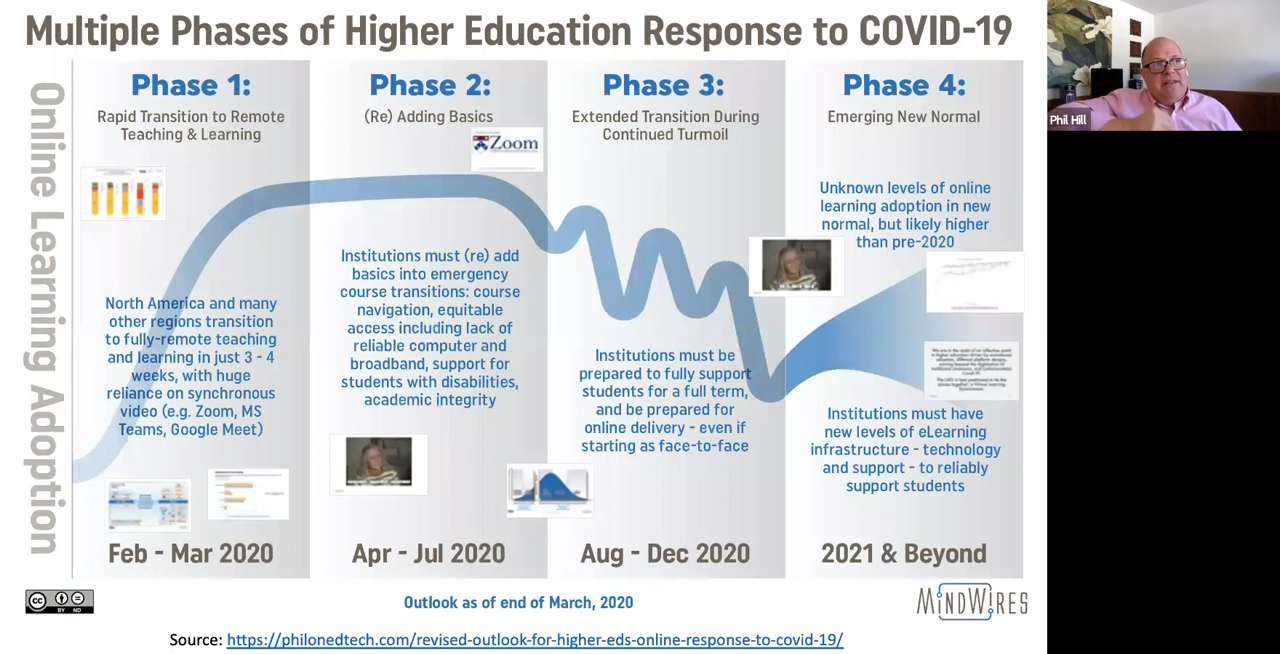 Multiple Phases of Higher Education Response to COVID-19
Online Learning Adoption
Phase 1:
Rapid Transition to Remote
Teaching & Learning
North America and many
other regions transition
to fully-remote teaching
and learning in just 3 - 4
weeks, with huge
reliance on synchronous
video (e.g. Zoom, MS
Teams, Google Meet)
Feb - Mar 2020
Phase 2:
(Re) Adding Basics
Zoom
Institutions must (re) add
basics into emergency
course transitions: course
navigation, equitable
access including lack of
reliable computer and
broadband, support for
students with disabilities,
academic integrity
Apr - Jul 2020
Phase 3:
Extended Transition During
Continued Turmoil
Institutions must be
prepared to fully support
students for a full term,
and be prepared for
online delivery - even if
starting as face-to-face
Aug - Dec 2020
Phase 4:
Emerging New Normal
Unknown levels of online
learning adoption in new
normal, but likely higher
than pre-2020
Institutions must have
new levels of eLearning
infrastructure - technology
and support - to reliably
support students
2021 & Beyond
Phil Hill
cc
BY ND
Outlook as of end of March, 2020
MINDWIRES
Source: https://philonedtech.com/revised-outlook-for-higher-eds-online-response-to-covid-19/